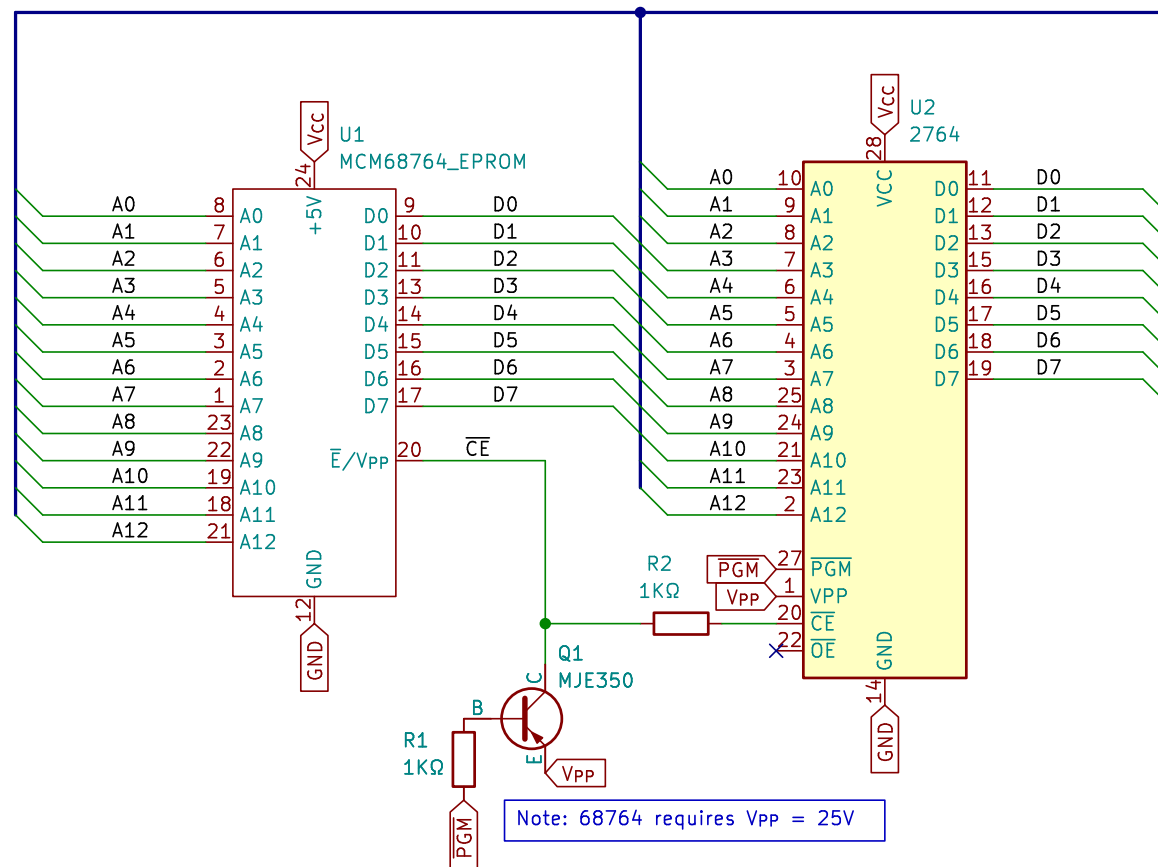 Vcc
U1
MCM68764_EPROM
24
+5V
A0 8 A0
A1 7 A1
A2 6 A2
A3 5 A3
A4 4 A4
A5 3 A5
A6 2 A6
A7 1 A7
A8 23 A8
A9 22 A9
A10 19 A10
A11 18 A11
A12 21 A12
D0 9 D0
D1 10 D1
D2 11 D2
D3 13 D3
D4 14 D4
D5 15 D5
D6 16 D6
D7 17 D7
E/VPP 20 CE
GND
12
GND
Vcc
U2
2764
28
VCC
A0 10 A0
A1 9 A1
A2 8 A2
A3 7 A3
A4 6 A4
A5 5 A5
A6 4 A6
A7 3 A7
A8 25 A8
A9 24 A9
A10 21 A10
A11 23 A11
A12 2 A12
PGM 27 PGM
VPP 1 VPP
20 CE
22 OE
D0 11 D0
D1 12 D1
D2 13 D2
D3 15 D3
D4 16 D4
D5 17 D5
D6 18 D6
D7 19 D7
GND
14
GND
R2
1KΩ
Q1
MJE350
C
B
E
VPP
R1
1KΩ
PGM
Note: 68764 requires VPP = 25V